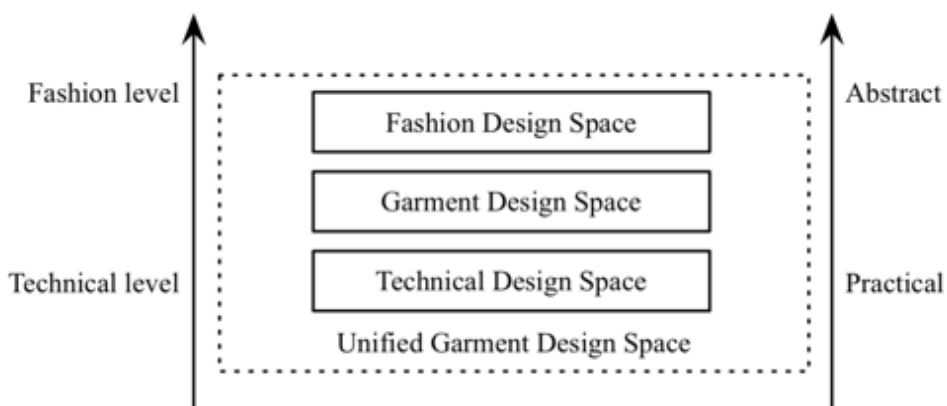 Fashion level
Abstract
Fashion Design Space
Garment Design Space
Technical level
Technical Design Space
Practical
Unified Garment Design Space